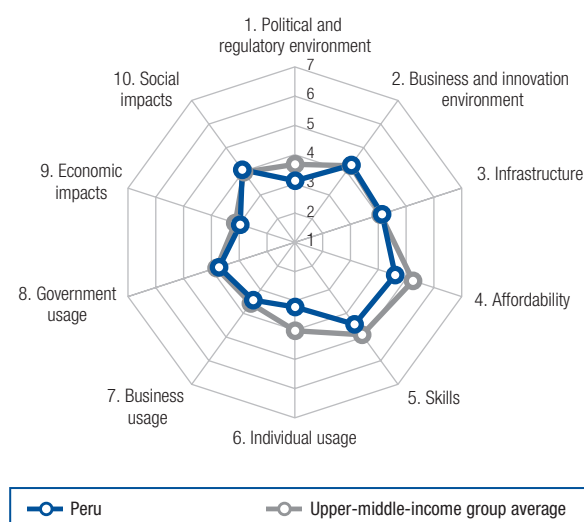 1. Political and
regulatory environment
2. Business and innovation
environment
3. Infrastructure
4. Affordability
5. Skills
6. Individual usage
7. Business
usage
8. Government
usage
9. Economic
impacts
10. Social
impacts
7
6
5
4
3
2
1
Peru
Upper-middle-income group average